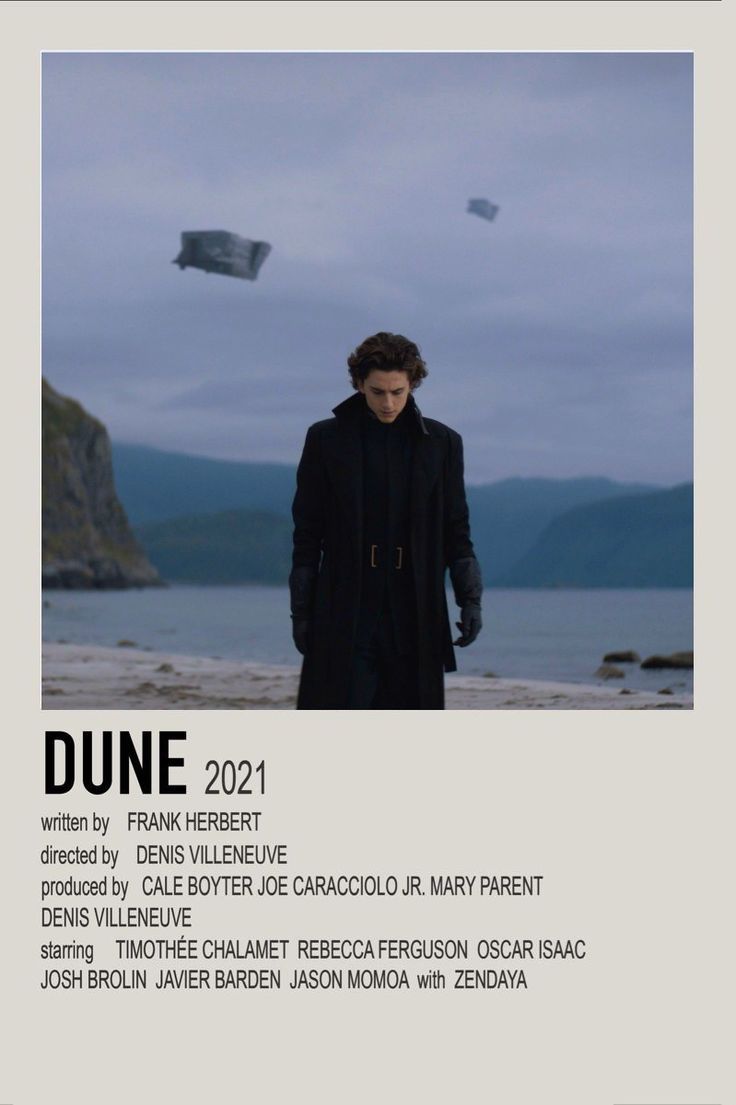 DUNE 2021
written by FRANK HERBERT
directed by DENIS VILLENEUVE
produced by CALE BOYTER JOE CARACCIOLO JR. MARY PARENT
DENIS VILLENEUVE
starring TIMOTHÉE CHALAMET REBECCA FERGUSON OSCAR ISAAC
JOSH BROLIN JAVIER BARDEN JASON MOMOA with ZENDAYA